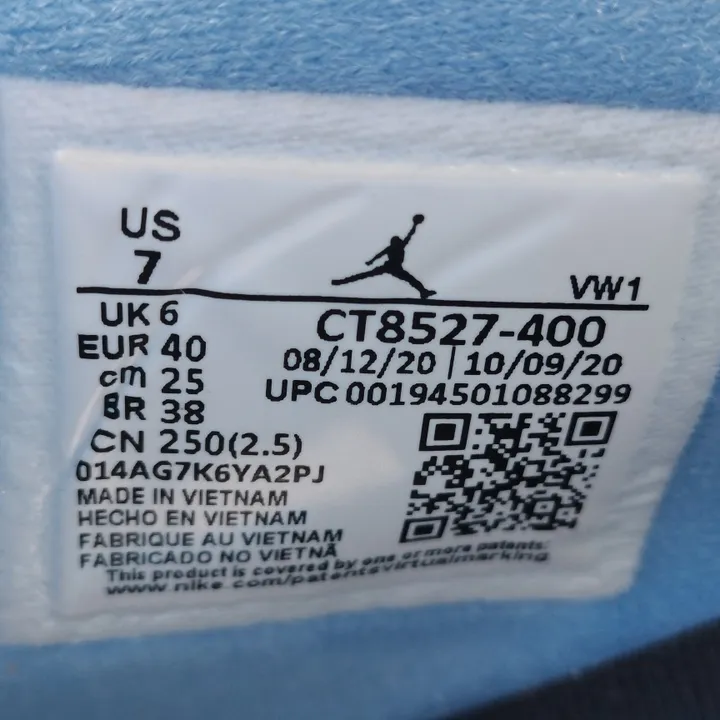 US
7
VW1
UK 6
EUR 40
cm 25
BR 38
CN 250(2.5)
CT8527-400
08/12/20 | 10/09/20
UPC 00194501088299
014AG7K6YA2PJ
MADE IN VIETNAM
HECHO EN VIETNAM
FABRIQUE AU VIETNAM
FABRICADO NO VIETNÃ
This product is covered by one or more patents:
www.nike.com/patentsvirtualmarking